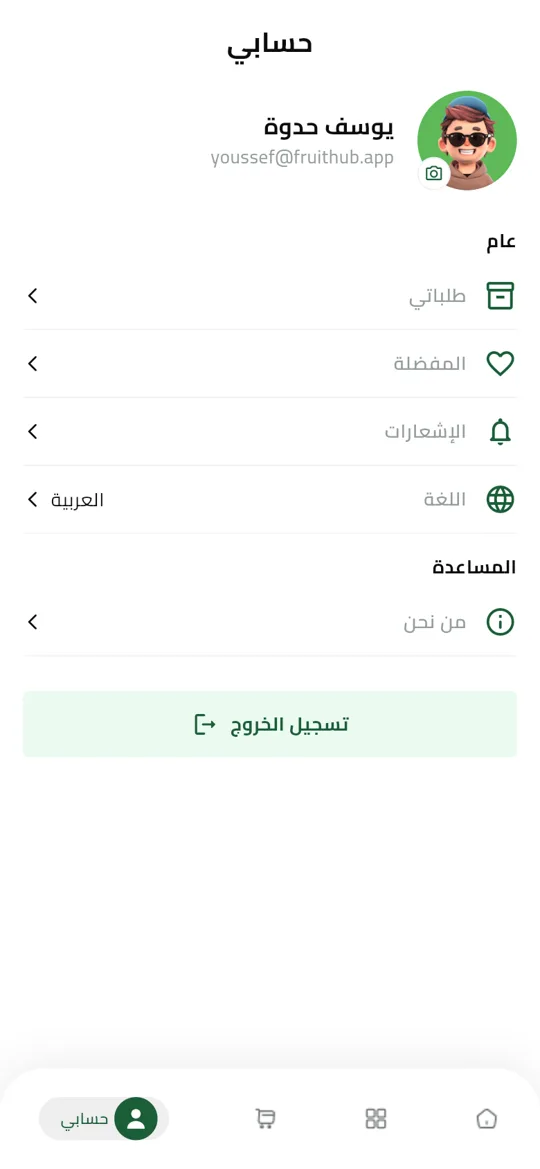 حسابي
يوسف حدوة
youssef@fruithub.app
عام
طلباتي
المفضلة
الإشعارات
اللغة العربية
المساعدة
من نحن
تسجيل الخروج
حسابي